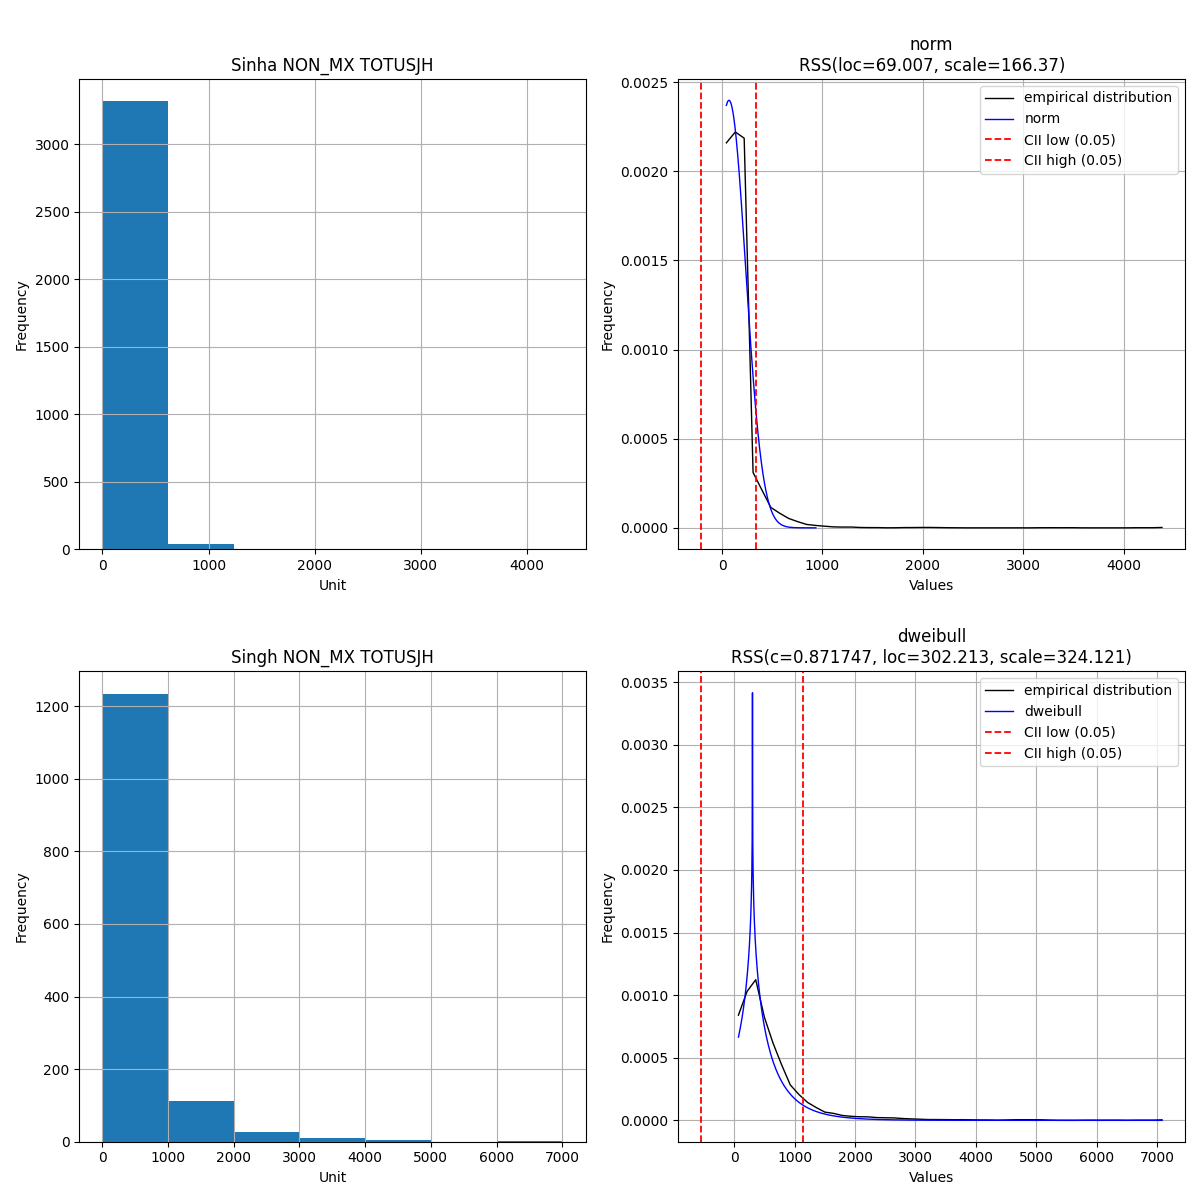 Sinha NON_MX TOTUSJH
3000
2500
2000
1500
1000
500
0
Frequency
0 1000 2000 3000 4000
Unit
norm
RSS(loc=69.007, scale=166.37)
empirical distribution
norm
CII low (0.05)
CII high (0.05)
0.0025
0.0020
0.0015
0.0010
0.0005
0.0000
Frequency
0 1000 2000 3000 4000
Values
Singh NON_MX TOTUSJH
1200
1000
800
600
400
200
0
Frequency
0 1000 2000 3000 4000 5000 6000 7000
Unit
dweibull
RSS(c=0.871747, loc=302.213, scale=324.121)
empirical distribution
dweibull
CII low (0.05)
CII high (0.05)
0.0035
0.0030
0.0025
0.0020
0.0015
0.0010
0.0005
0.0000
Frequency
0 1000 2000 3000 4000 5000 6000 7000
Values